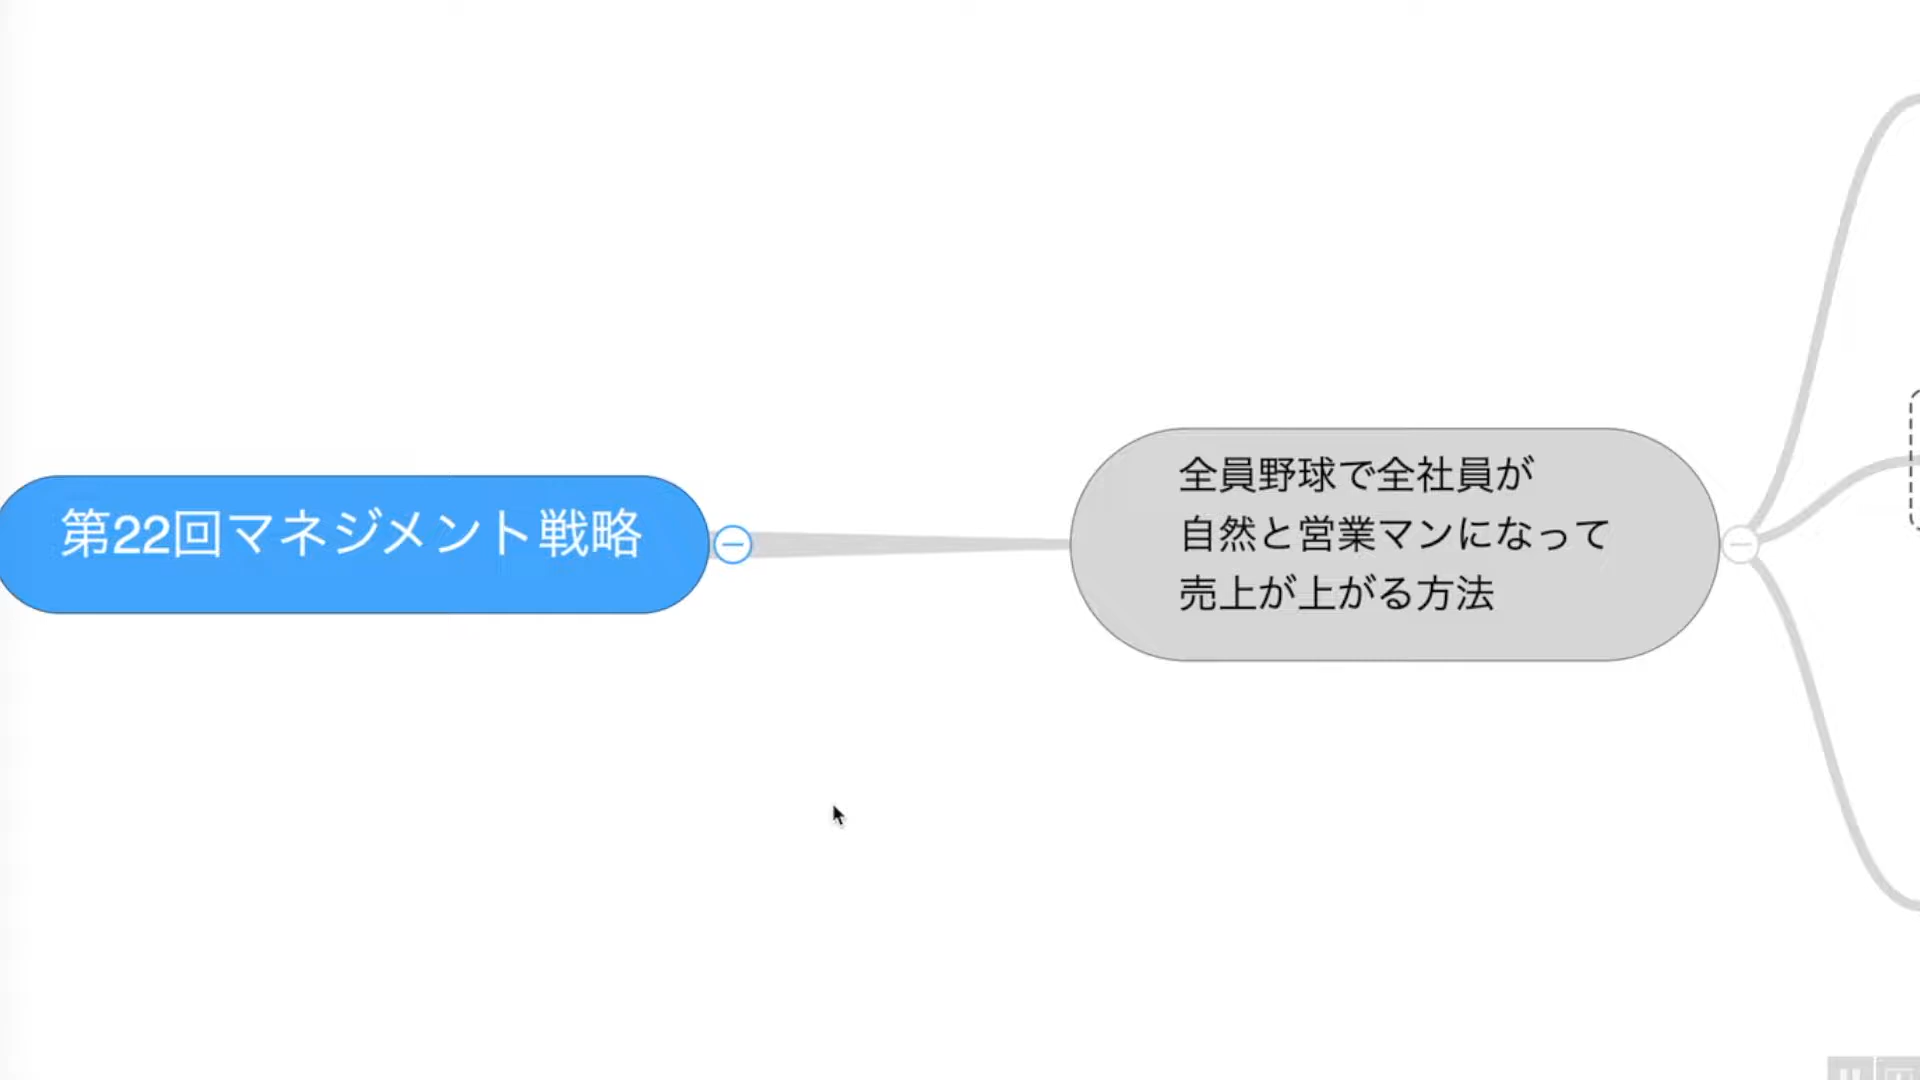 第22回マネジメント戦略
全員野球で全社員が
自然と営業マンになって
売上が上がる方法